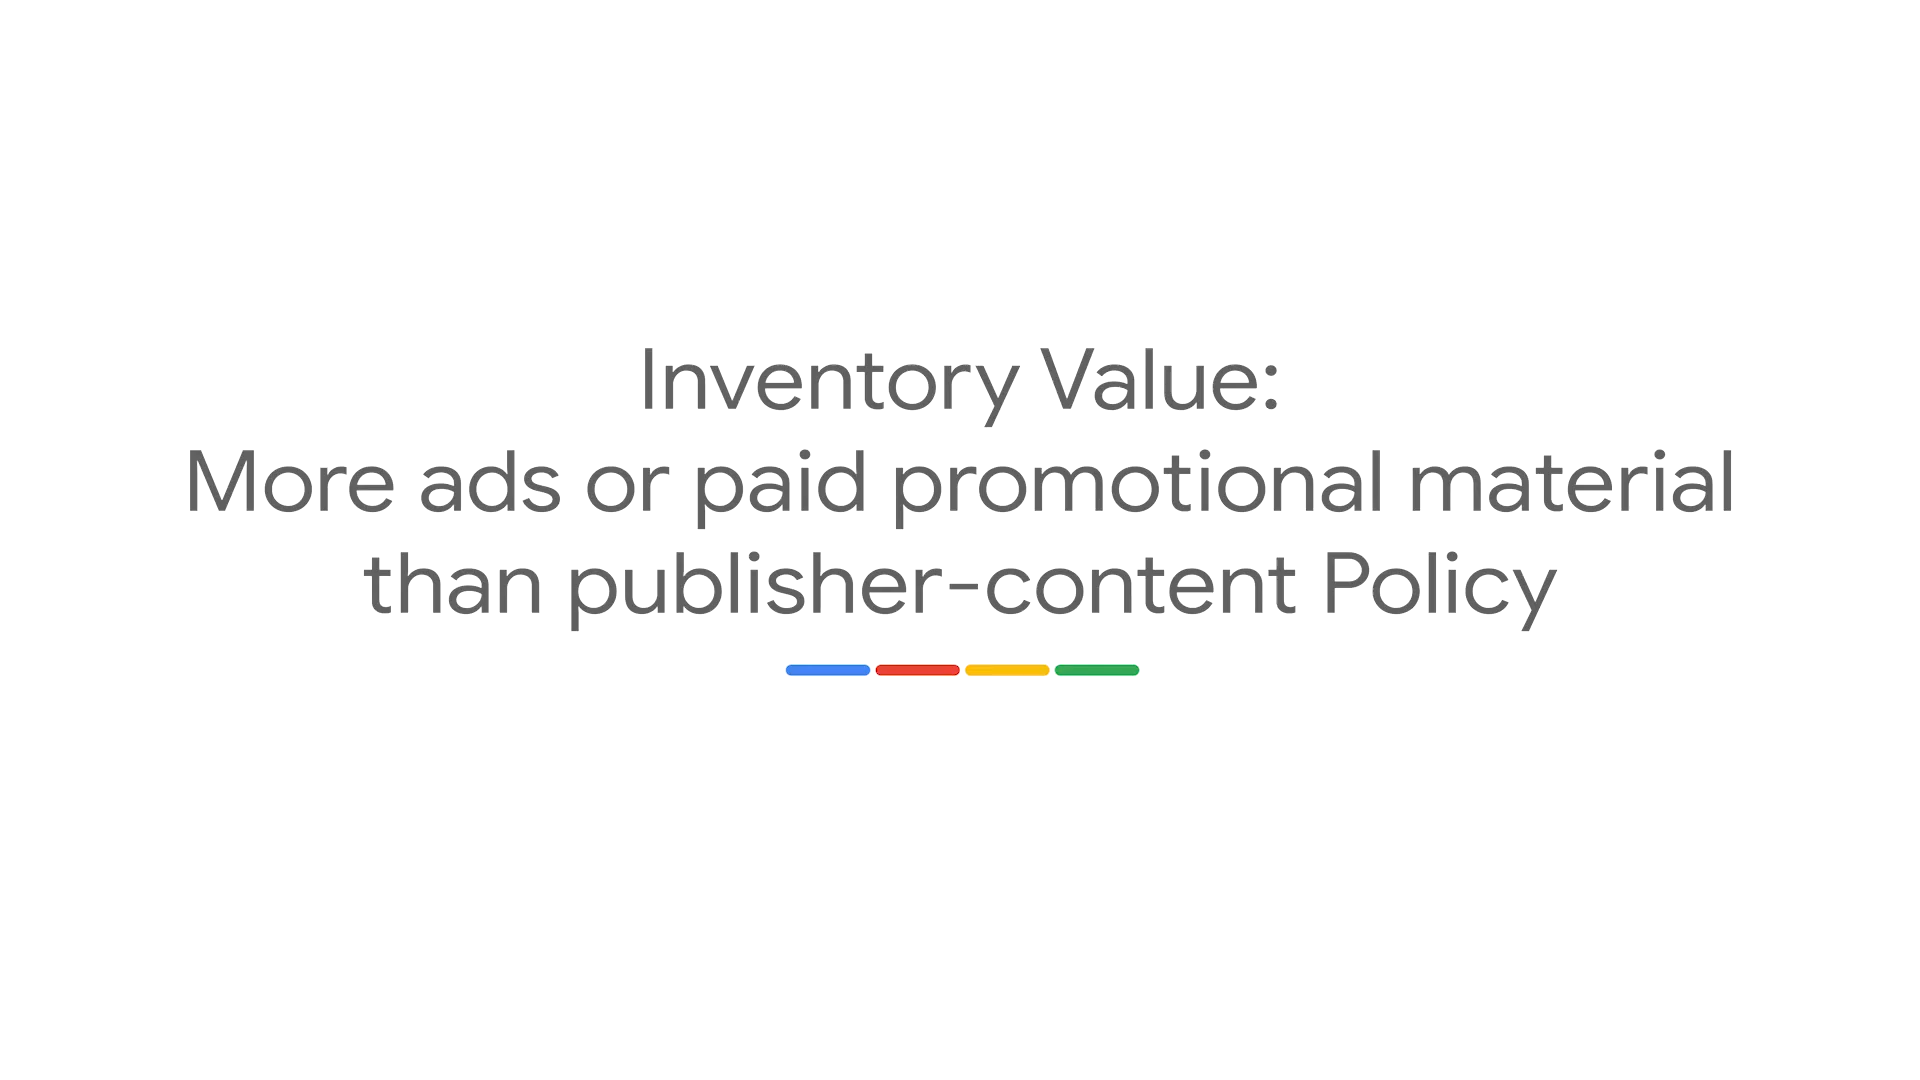 Inventory Value:
More ads or paid promotional material
than publisher-content Policy